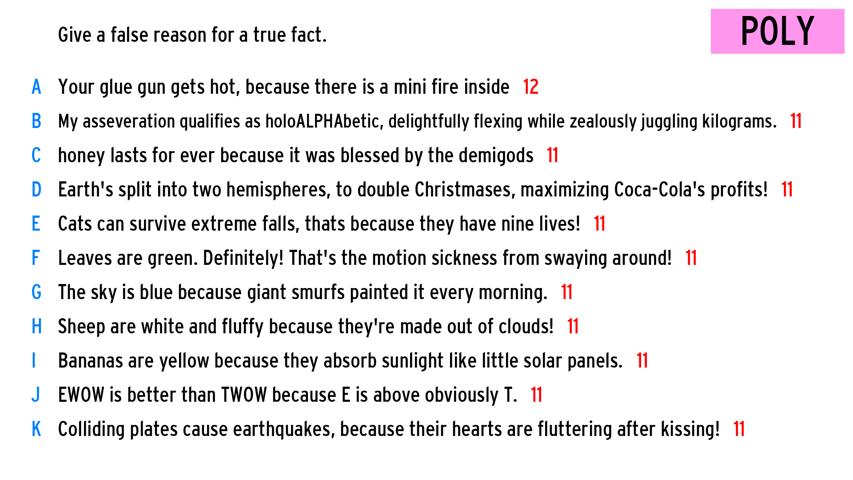 Give a false reason for a true fact.
POLY
A Your glue gun gets hot, because there is a mini fire inside 12
B My asseveration qualifies as holoALPHAbetic, delightfully flexing while zealously juggling kilograms. 11
C honey lasts for ever because it was blessed by the demigods 11
D Earth's split into two hemispheres, to double Christmases, maximizing Coca-Cola's profits! 11
E Cats can survive extreme falls, thats because they have nine lives! 11
F Leaves are green. Definitely! That's the motion sickness from swaying around! 11
G The sky is blue because giant smurfs painted it every morning. 11
H Sheep are white and fluffy because they're made out of clouds! 11
I Bananas are yellow because they absorb sunlight like little solar panels. 11
J EWOW is better than TWOW because E is above obviously T. 11
K Colliding plates cause earthquakes, because their hearts are fluttering after kissing! 11